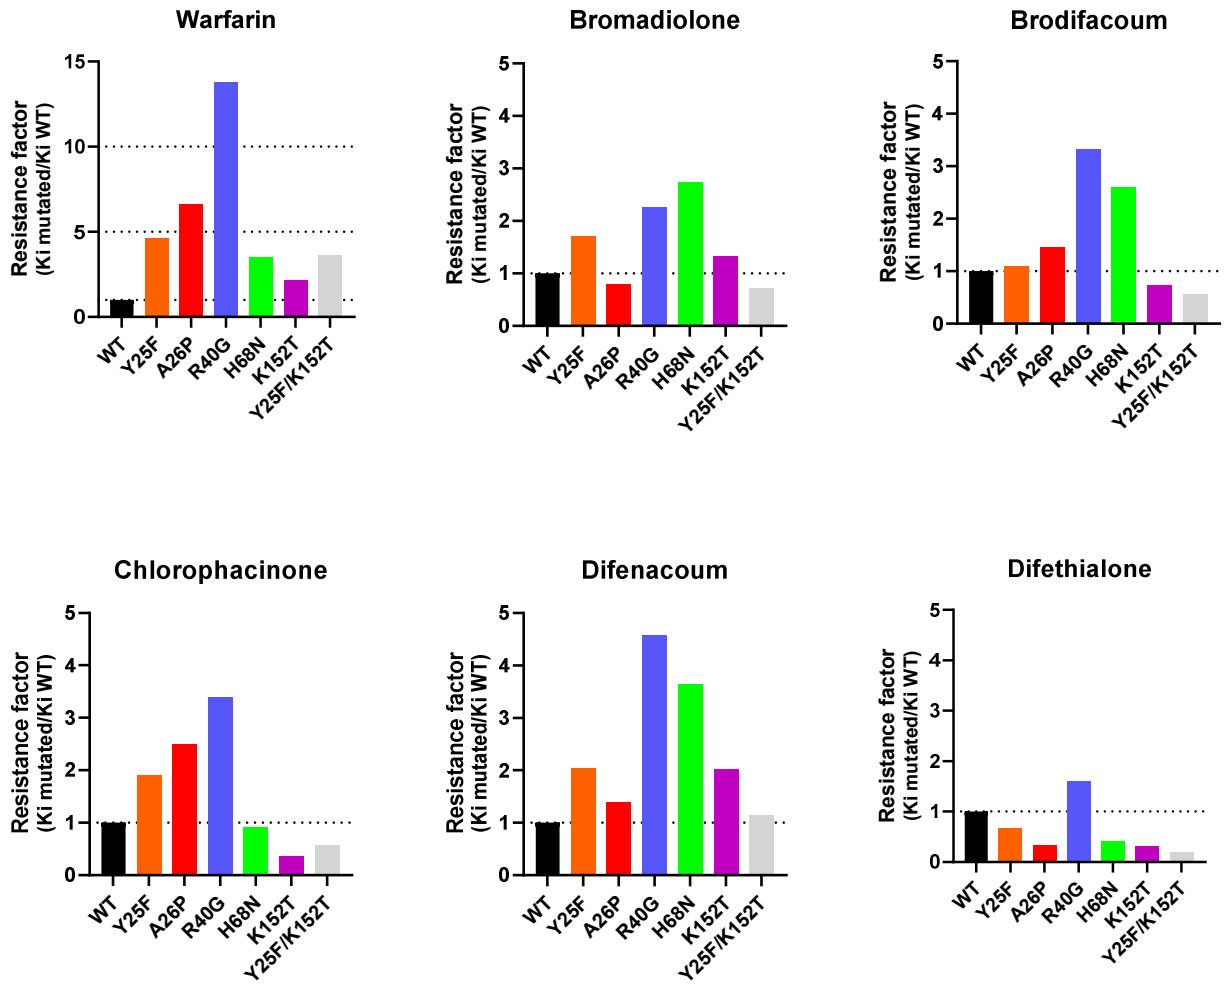 Warfarin
Resistance factor
(Ki mutated/Ki WT)
15
10
5
0
WT
Y25F
A26P
R40G
H68N
K152T
Y25F/K152T
Bromadiolone
Resistance factor
(Ki mutated/Ki WT)
5
4
3
2
1
0
WT
Y25F
A26P
R40G
H68N
K152T
Y25F/K152T
Brodifacoum
Resistance factor
(Ki mutated/Ki WT)
5
4
3
2
1
0
WT
Y25F
A26P
R40G
H68N
K152T
Y25F/K152T
Chlorophacinone
Resistance factor
(Ki mutated/Ki WT)
5
4
3
2
1
0
WT
Y25F
A26P
R40G
H68N
K152T
Y25F/K152T
Difenacoum
Resistance factor
(Ki mutated/Ki WT)
5
4
3
2
1
0
WT
Y25F
A26P
R40G
H68N
K152T
Y25F/K152T
Difethialone
Resistance factor
(Ki mutated/Ki WT)
5
4
3
2
1
0
WT
Y25F
A26P
R40G
H68N
K152T
Y25F/K152T